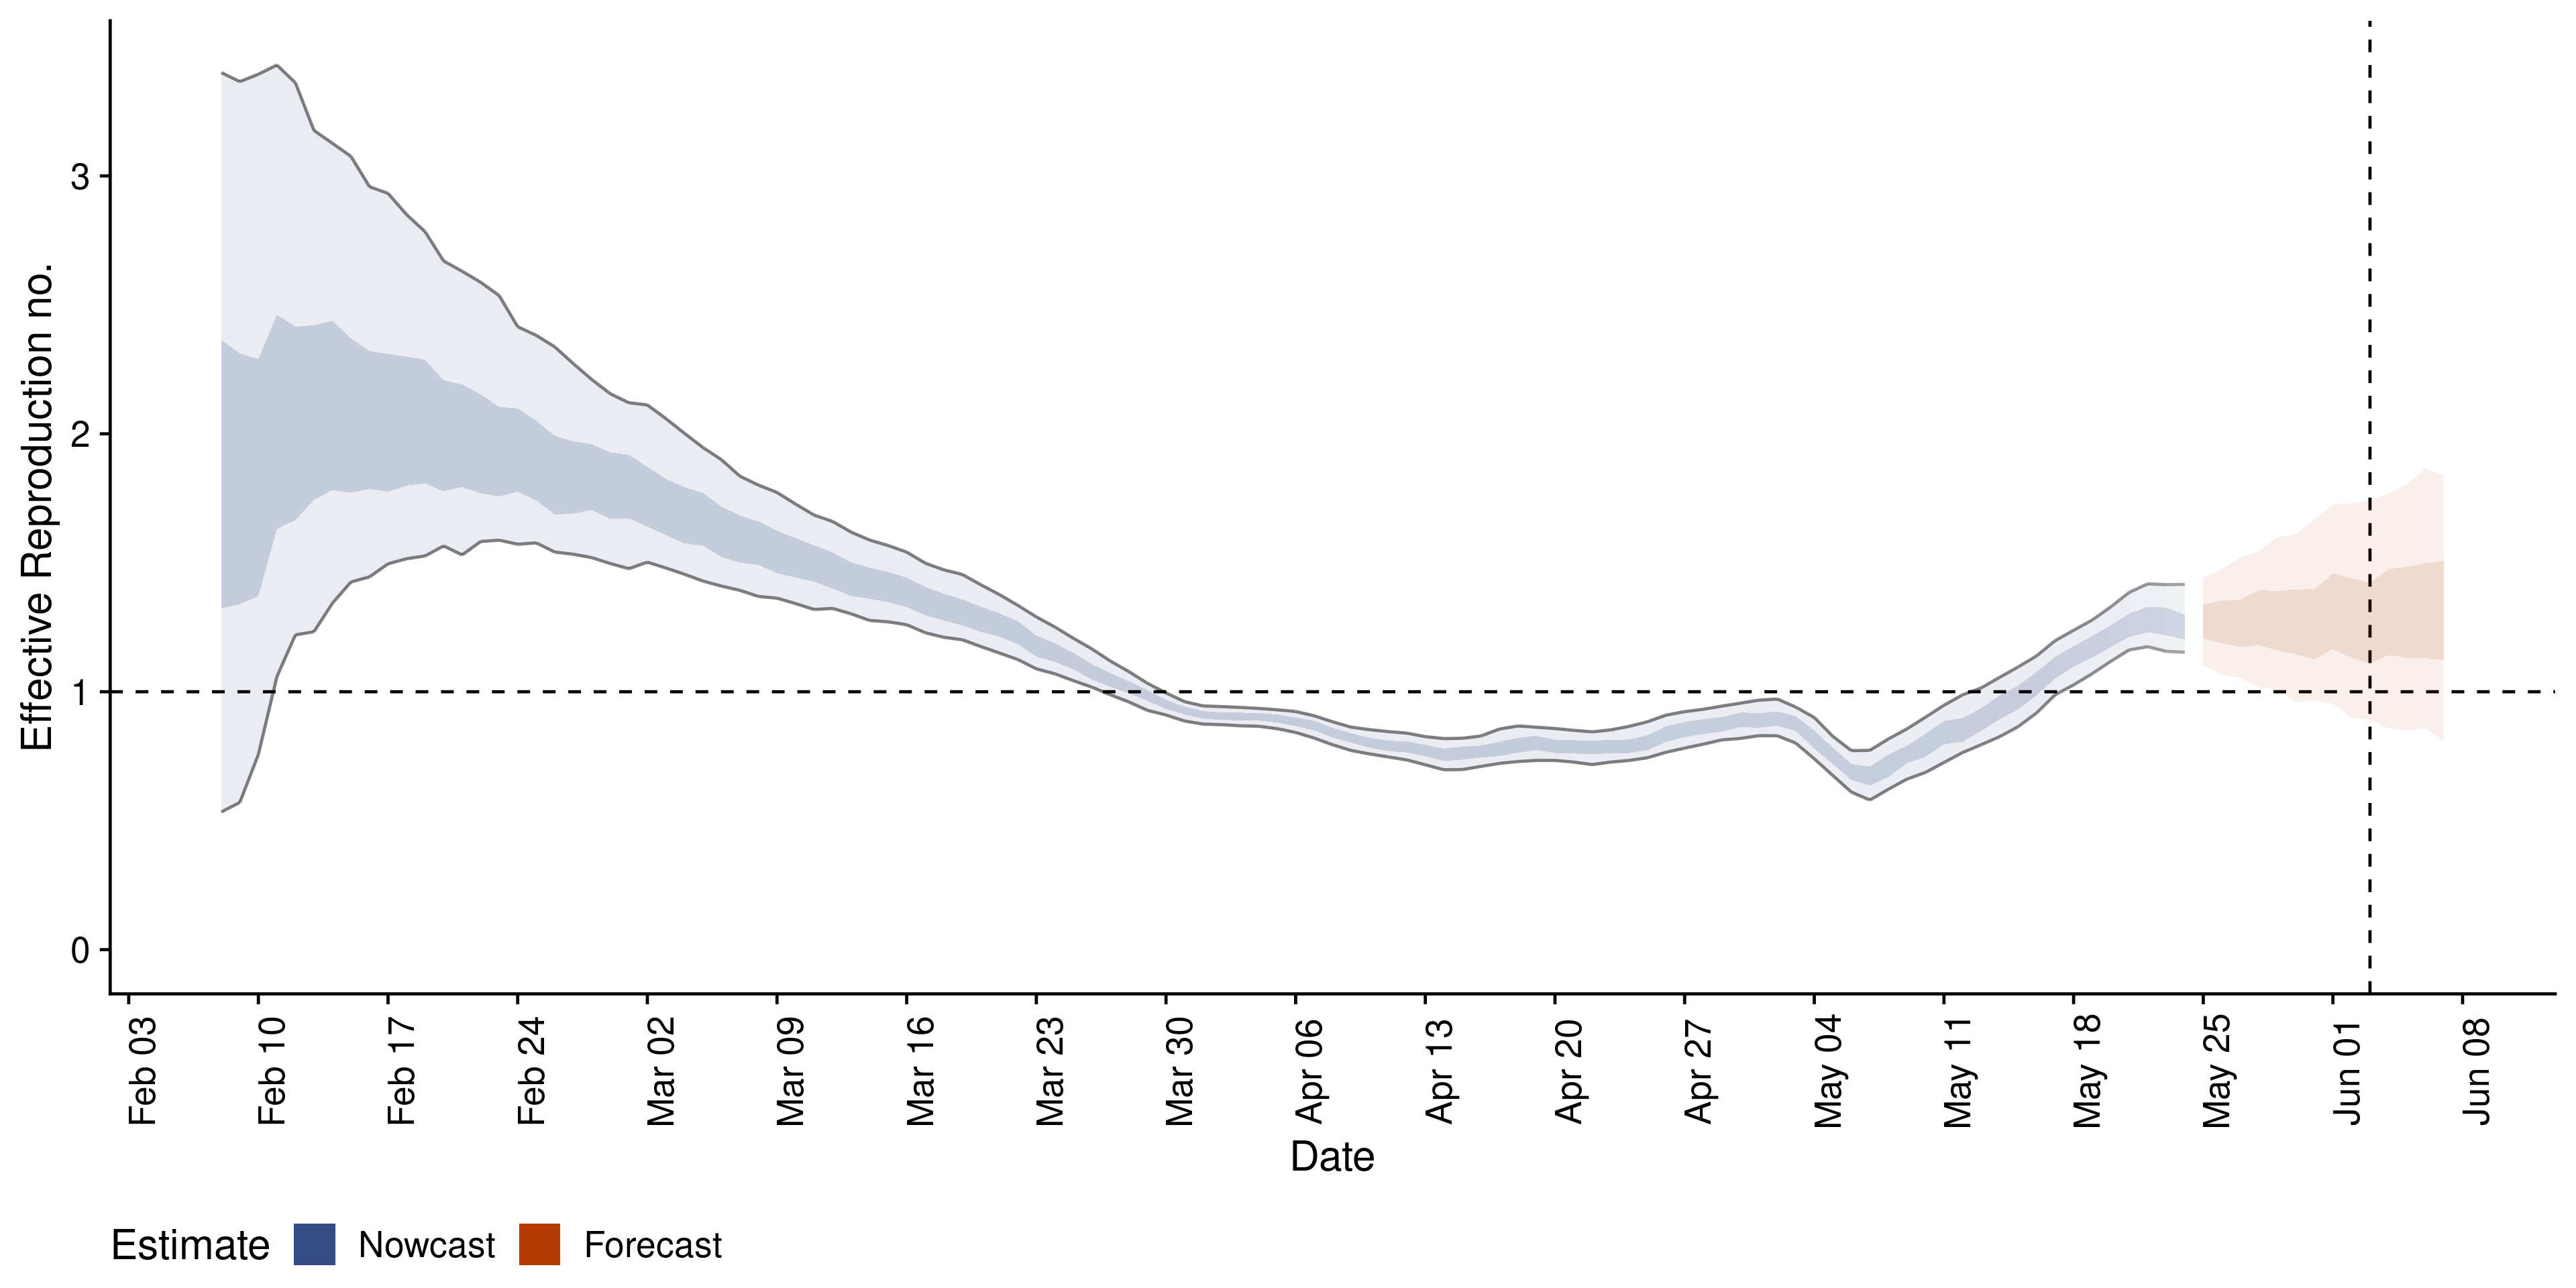 Effective Reproduction no.
3
2
1
0
Feb 03
Feb 10
Feb 17
Feb 24
Mar 02
Mar 09
Mar 16
Mar 23
Mar 30
Apr 06
Apr 13
Apr 20
Apr 27
May 04
May 11
May 18
May 25
Jun 01
Jun 08
Date
Estimate Nowcast Forecast